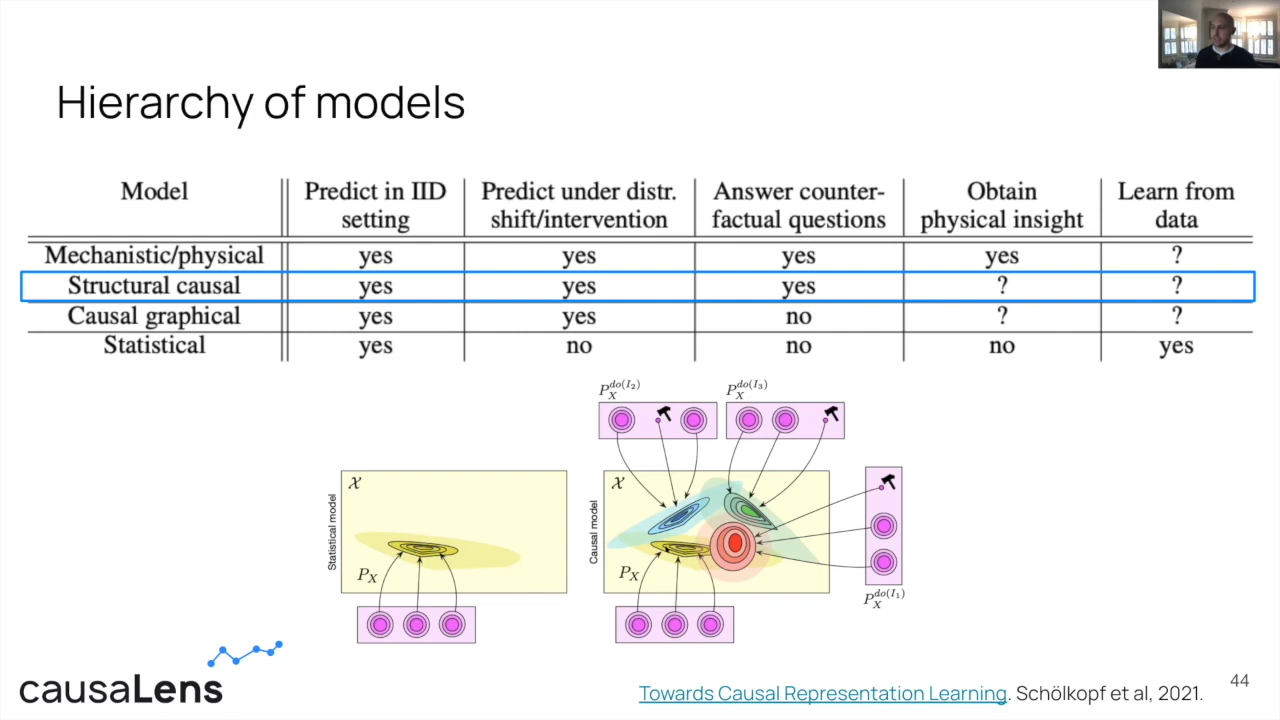 Hierarchy of models
Model Predict in IID setting Predict under distr. shift/intervention Answer counter-factual questions Obtain physical insight Learn from data
Mechanistic/physical yes yes yes yes ?
Structural causal yes yes yes ? ?
Causal graphical yes yes no ? ?
Statistical yes no no no yes
P_X^{do(I_2)}
P_X^{do(I_3)}
Statistical model
𝒳
P_X
Causal model
𝒳
P_X
P_X^{do(I_1)}
causaLens
Towards Causal Representation Learning. Schölkopf et al, 2021.
44